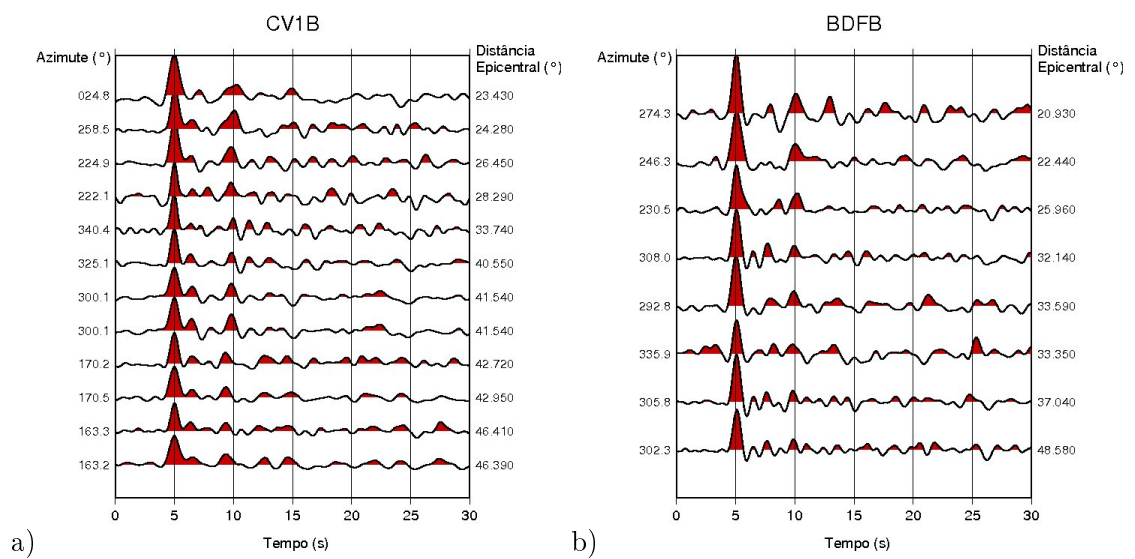 CV1B
Azimute (°)
Distância
Epicentral (°)
024.8 23.430
258.5 24.280
224.9 26.450
222.1 28.290
340.4 33.740
325.1 40.550
300.1 41.540
300.1 41.540
170.2 42.720
170.5 42.950
163.3 46.410
163.2 46.390
0 5 10 15 20 25 30
Tempo (s)
a)
BDFB
Azimute (°)
Distância
Epicentral (°)
274.3 20.930
246.3 22.440
230.5 25.960
308.0 32.140
292.8 33.590
335.9 33.350
305.8 37.040
302.3 48.580
0 5 10 15 20 25 30
Tempo (s)
b)